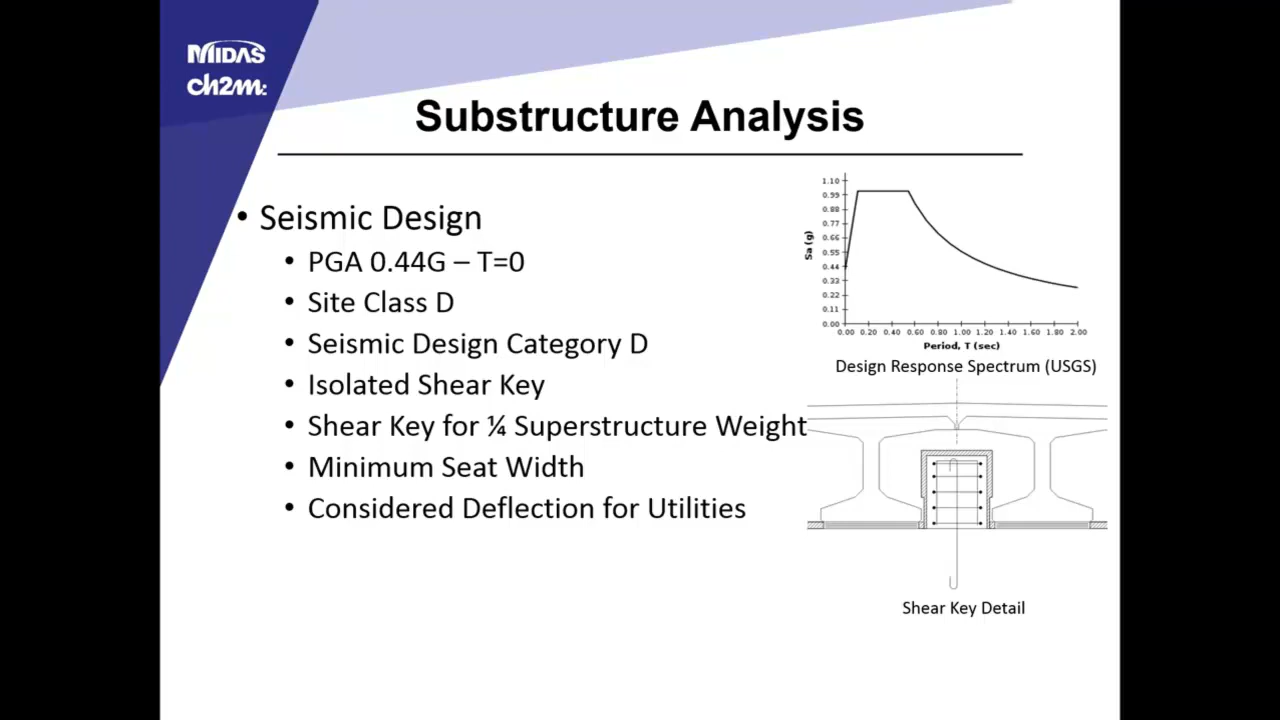 MIDAS
ch2m:
Substructure Analysis
• Seismic Design
• PGA 0.44G – T=0
• Site Class D
• Seismic Design Category D
• Isolated Shear Key
• Shear Key for ¼ Superstructure Weight
• Minimum Seat Width
• Considered Deflection for Utilities
1.10
0.99
0.88
0.77
0.66
0.55
0.44
0.33
0.22
0.11
0.00
Sa (g)
0.00 0.20 0.40 0.60 0.80 1.00 1.20 1.40 1.60 1.80 2.00
Period, T (sec)
Design Response Spectrum (USGS)
Shear Key Detail